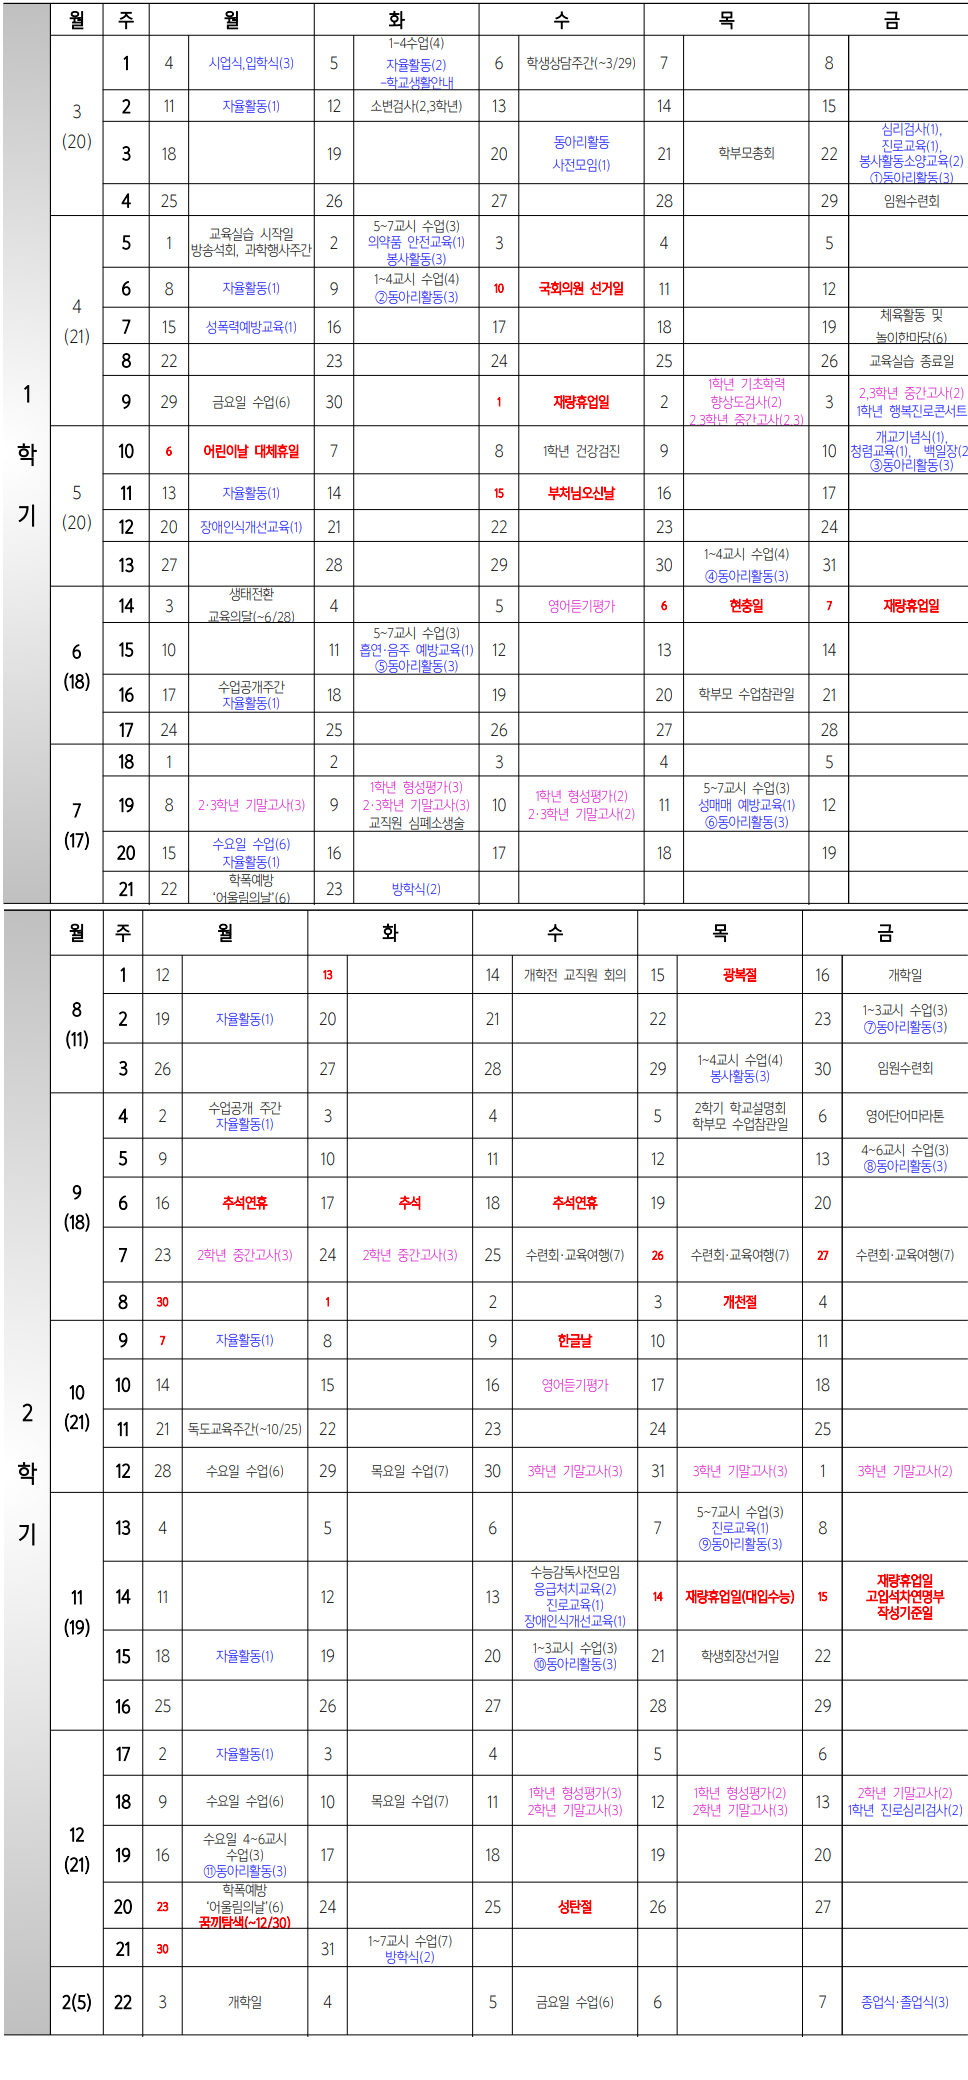 월 주 월 화 수 목 금
1 학 기
3
(20)
1 4 시업식,입학식(3) 5 1-4수업(4)
자율활동(2)
-학교생활안내 6 학생상담주간(~3/29) 7 8
2 11 자율활동(1) 12 소변검사(2,3학년) 13 14 15
3 18 19 20 동아리활동
사전모임(1) 21 학부모총회 22 심리검사(1),
진로교육(1),
봉사활동소양교육(2)
①동아리활동(3)
4 25 26 27 28 29 임원수련회
4
(21)
5 1 교육실습 시작일
방송석회, 과학행사주간 2 5~7교시 수업(3)
의약품 안전교육(1)
봉사활동(3) 3 4 5
6 8 자율활동(1) 9 1~4교시 수업(4)
②동아리활동(3) 10 국회의원 선거일 11 12
7 15 성폭력예방교육(1) 16 17 18 19 체육활동 및
놀이한마당(6)
8 22 23 24 25 26 교육실습 종료일
9 29 금요일 수업(6) 30 1 재량휴업일 2 1학년 기초학력
향상도검사(2)
2,3학년 중간고사(2,3) 3 2,3학년 중간고사(2)
1학년 행복진로콘서트
5
(20)
10 6 어린이날 대체휴일 7 8 1학년 건강검진 9 10 개교기념식(1),
청렴교육(1), 백일장(2
③동아리활동(3)
11 13 자율활동(1) 14 15 부처님오신날 16 17
12 20 장애인식개선교육(1) 21 22 23 24
13 27 28 29 30 1~4교시 수업(4)
④동아리활동(3) 31
6
(18)
14 3 생태전환
교육의달(~6/28) 4 5 영어듣기평가 6 현충일 7 재량휴업일
15 10 11 5~7교시 수업(3)
흡연·음주 예방교육(1)
⑤동아리활동(3) 12 13 14
16 17 수업공개주간
자율활동(1) 18 19 20 학부모 수업참관일 21
17 24 25 26 27 28
7
(17)
18 1 2 3 4 5
19 8 2·3학년 기말고사(3) 9 1학년 형성평가(3)
2·3학년 기말고사(3)
교직원 심폐소생술 10 1학년 형성평가(2)
2·3학년 기말고사(2) 11 5~7교시 수업(3)
성매매 예방교육(1)
⑥동아리활동(3) 12
20 15 수요일 수업(6)
자율활동(1) 16 17 18 19
21 22 학폭예방
'어울림의날'(6) 23 방학식(2)
월 주 월 화 수 목 금
2 학 기
8
(11)
1 12 13 14 개학전 교직원 회의 15 광복절 16 개학일
2 19 자율활동(1) 20 21 22 23 1~3교시 수업(3)
⑦동아리활동(3)
3 26 27 28 29 1~4교시 수업(4)
봉사활동(3) 30 임원수련회
9
(18)
4 2 수업공개 주간
자율활동(1) 3 4 5 2학기 학교설명회
학부모 수업참관일 6 영어단어마라톤
5 9 10 11 12 13 4~6교시 수업(3)
⑧동아리활동(3)
6 16 추석연휴 17 추석 18 추석연휴 19 20
7 23 2학년 중간고사(3) 24 2학년 중간고사(3) 25 수련회·교육여행(7) 26 수련회·교육여행(7) 27 수련회·교육여행(7)
8 30 1 2 3 개천절 4
10
(21)
9 7 자율활동(1) 8 9 한글날 10 11
10 14 15 16 영어듣기평가 17 18
11 21 독도교육주간(~10/25) 22 23 24 25
12 28 수요일 수업(6) 29 목요일 수업(7) 30 3학년 기말고사(3) 31 3학년 기말고사(3) 1 3학년 기말고사(2)
11
(19)
13 4 5 6 7 5~7교시 수업(3)
진로교육(1)
⑨동아리활동(3) 8
14 11 12 13 수능감독사전모임
응급처치교육(2)
진로교육(1)
장애인식개선교육(1) 14 재량휴업일(대입수능) 15 재량휴업일
고입석차연명부
작성기준일
15 18 자율활동(1) 19 20 1~3교시 수업(3)
⑩동아리활동(3) 21 학생회장선거일 22
16 25 26 27 28 29
12
(21)
17 2 자율활동(1) 3 4 5 6
18 9 수요일 수업(6) 10 목요일 수업(7) 11 1학년 형성평가(3)
2학년 기말고사(3) 12 1학년 형성평가(2)
2학년 기말고사(3) 13 2학년 기말고사(2)
1학년 진로심리검사(2)
19 16 수요일 4~6교시
수업(3)
⑪동아리활동(3) 17 18 19 20
20 23 학폭예방
'어울림의날'(6)
꿈끼탐색(~12/30) 24 25 성탄절 26 27
21 30 31 1~7교시 수업(7)
방학식(2)
2(5) 22 3 개학일 4 5 금요일 수업(6) 6 7 종업식·졸업식(3)